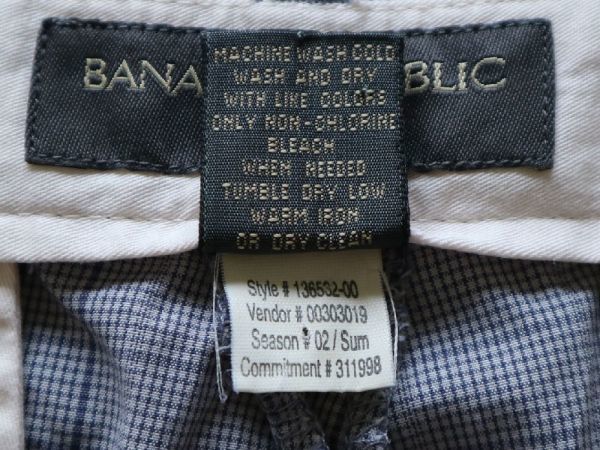 BANA BLIC
MACHINE WASH COLD
WASH AND DRY
WITH LIKE COLORS
ONLY NON-CHLORINE
BLEACH
WHEN NEEDED
TUMBLE DRY LOW
WARM IRON
OR DRY CLEAN
Style # 136532-00
Vendor # 00303019
Season # 02 / Sum
Commitment # 311998